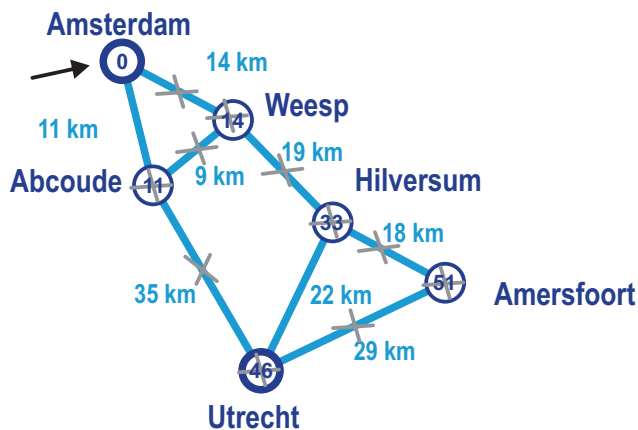 Amsterdam
0
14 km
Weesp
14
11 km
19 km
9 km
Hilversum
Abcoude
11
33
18 km
35 km
22 km
51
Amersfoort
29 km
46
Utrecht